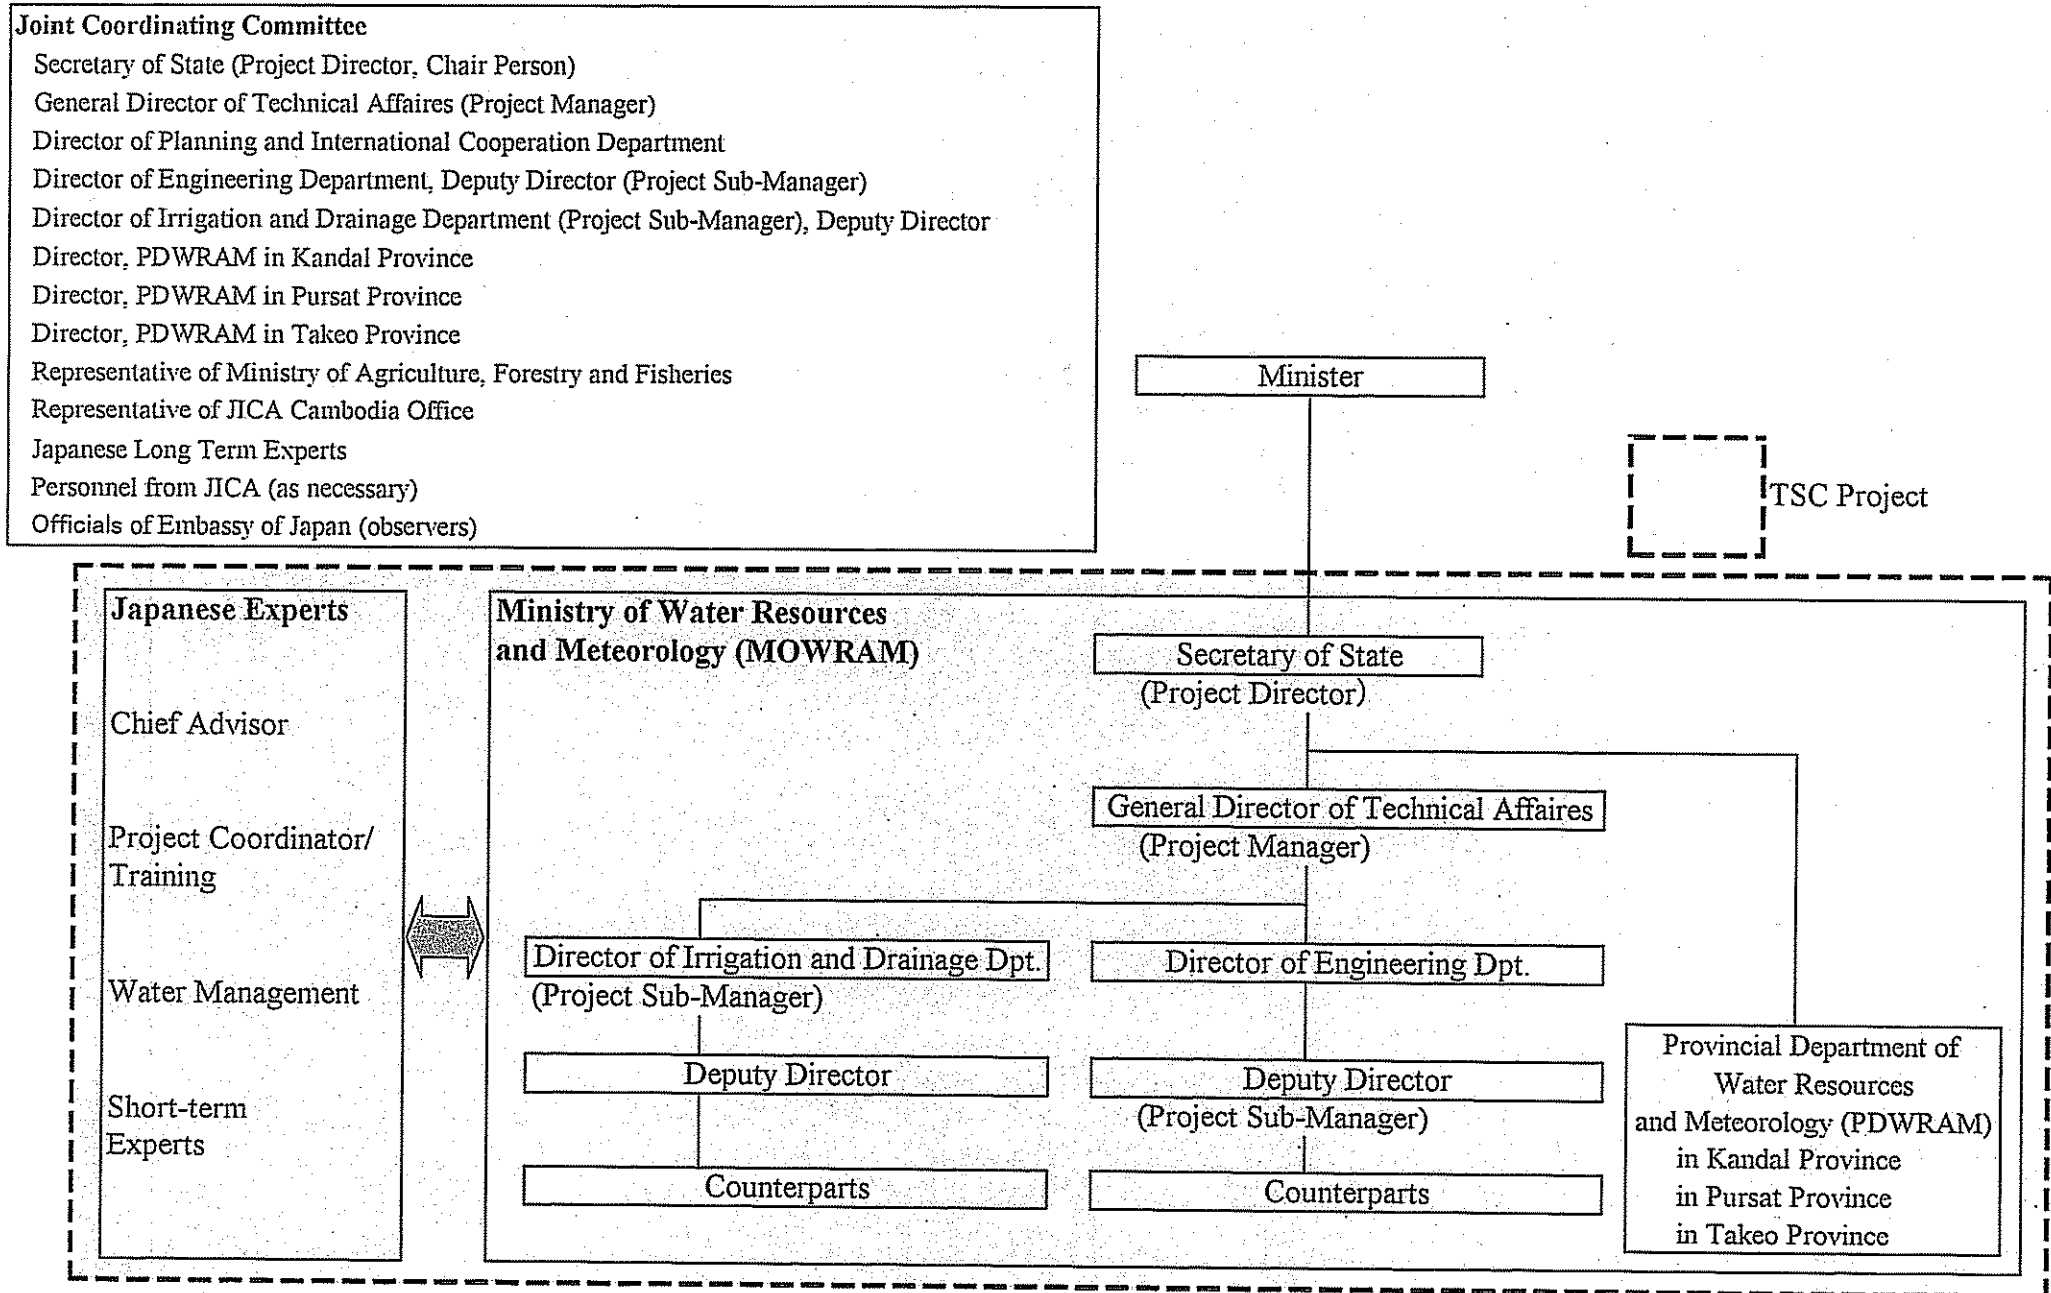 Joint Coordinating Committee
Secretary of State (Project Director, Chair Person)
General Director of Technical Affaires (Project Manager)
Director of Planning and International Cooperation Department
Director of Engineering Department, Deputy Director (Project Sub-Manager)
Director of Irrigation and Drainage Department (Project Sub-Manager), Deputy Director
Director, PDWRAM in Kandal Province
Director, PDWRAM in Pursat Province
Director, PDWRAM in Takeo Province
Representative of Ministry of Agriculture, Forestry and Fisheries
Representative of JICA Cambodia Office
Japanese Long Term Experts
Personnel from JICA (as necessary)
Officials of Embassy of Japan (observers)
Minister
TSC Project
Japanese Experts
Chief Advisor
Project Coordinator/
Training
Water Management
Short-term
Experts
Ministry of Water Resources
and Meteorology (MOWRAM)
Secretary of State
(Project Director)
General Director of Technical Affaires
(Project Manager)
Director of Irrigation and Drainage Dpt.
(Project Sub-Manager)
Deputy Director
Counterparts
Director of Engineering Dpt.
Deputy Director
(Project Sub-Manager)
Counterparts
Provincial Department of
Water Resources
and Meteorology (PDWRAM)
in Kandal Province
in Pursat Province
in Takeo Province